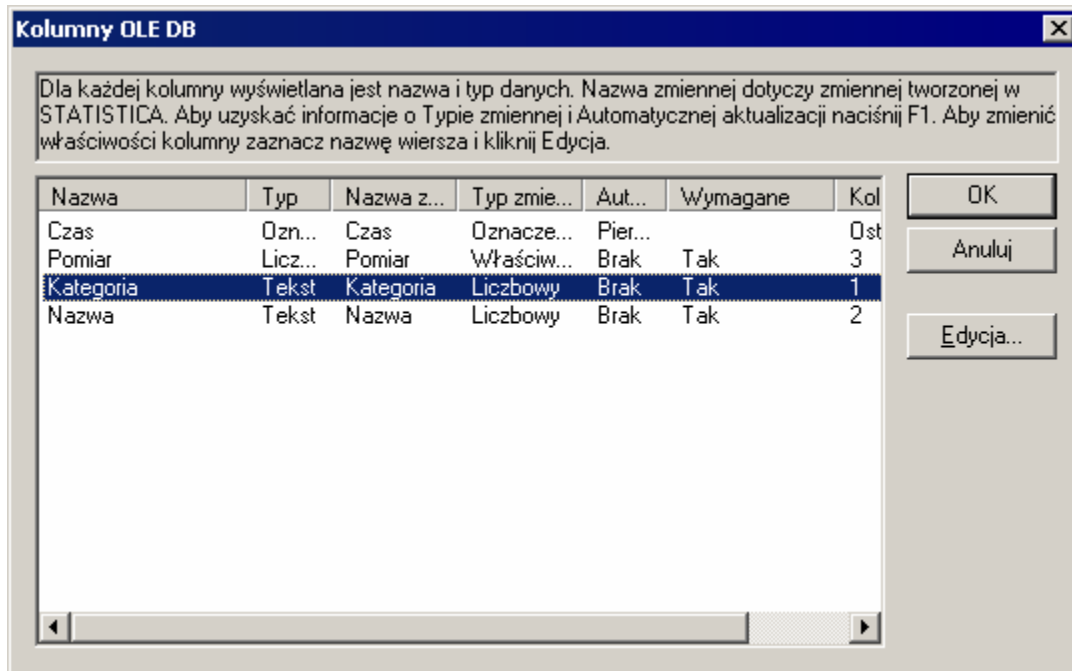 Kolumny OLE DB
Dla każdej kolumny wyświetlana jest nazwa i typ danych. Nazwa zmiennej dotyczy zmiennej tworzonej w
STATISTICA. Aby uzyskać informacje o Typie zmiennej i Automatycznej aktualizacji naciśnij F1. Aby zmienić
właściwości kolumny zaznacz nazwę wiersza i kliknij Edycja.
Nazwa Typ Nazwa z... Typ zmie... Aut... Wymagane Kol
Czas Ozn... Czas Oznacze... Pier... Ost
Pomiar Licz... Pomiar Właściw... Brak Tak 3
Kategoria Tekst Kategoria Liczbowy Brak Tak 1
Nazwa Tekst Nazwa Liczbowy Brak Tak 2
OK
Anuluj
Edycja...